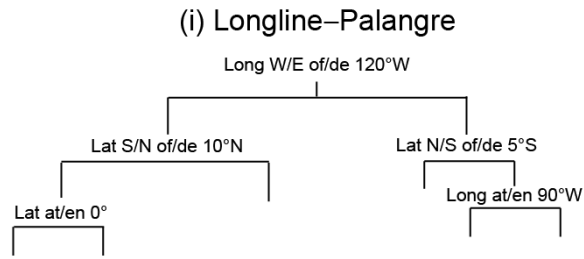 (i) Longline–Palangre
Long W/E of/de 120°W
Lat S/N of/de 10°N
Lat N/S of/de 5°S
Long at/en 90°W
Lat at/en 0°